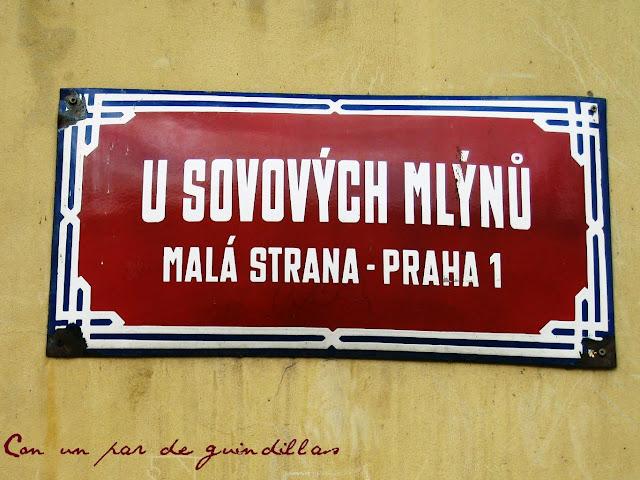 U SOVOVÝCH MLÝNŮ
MALÁ STRANA - PRAHA 1
Con un par de guindillas